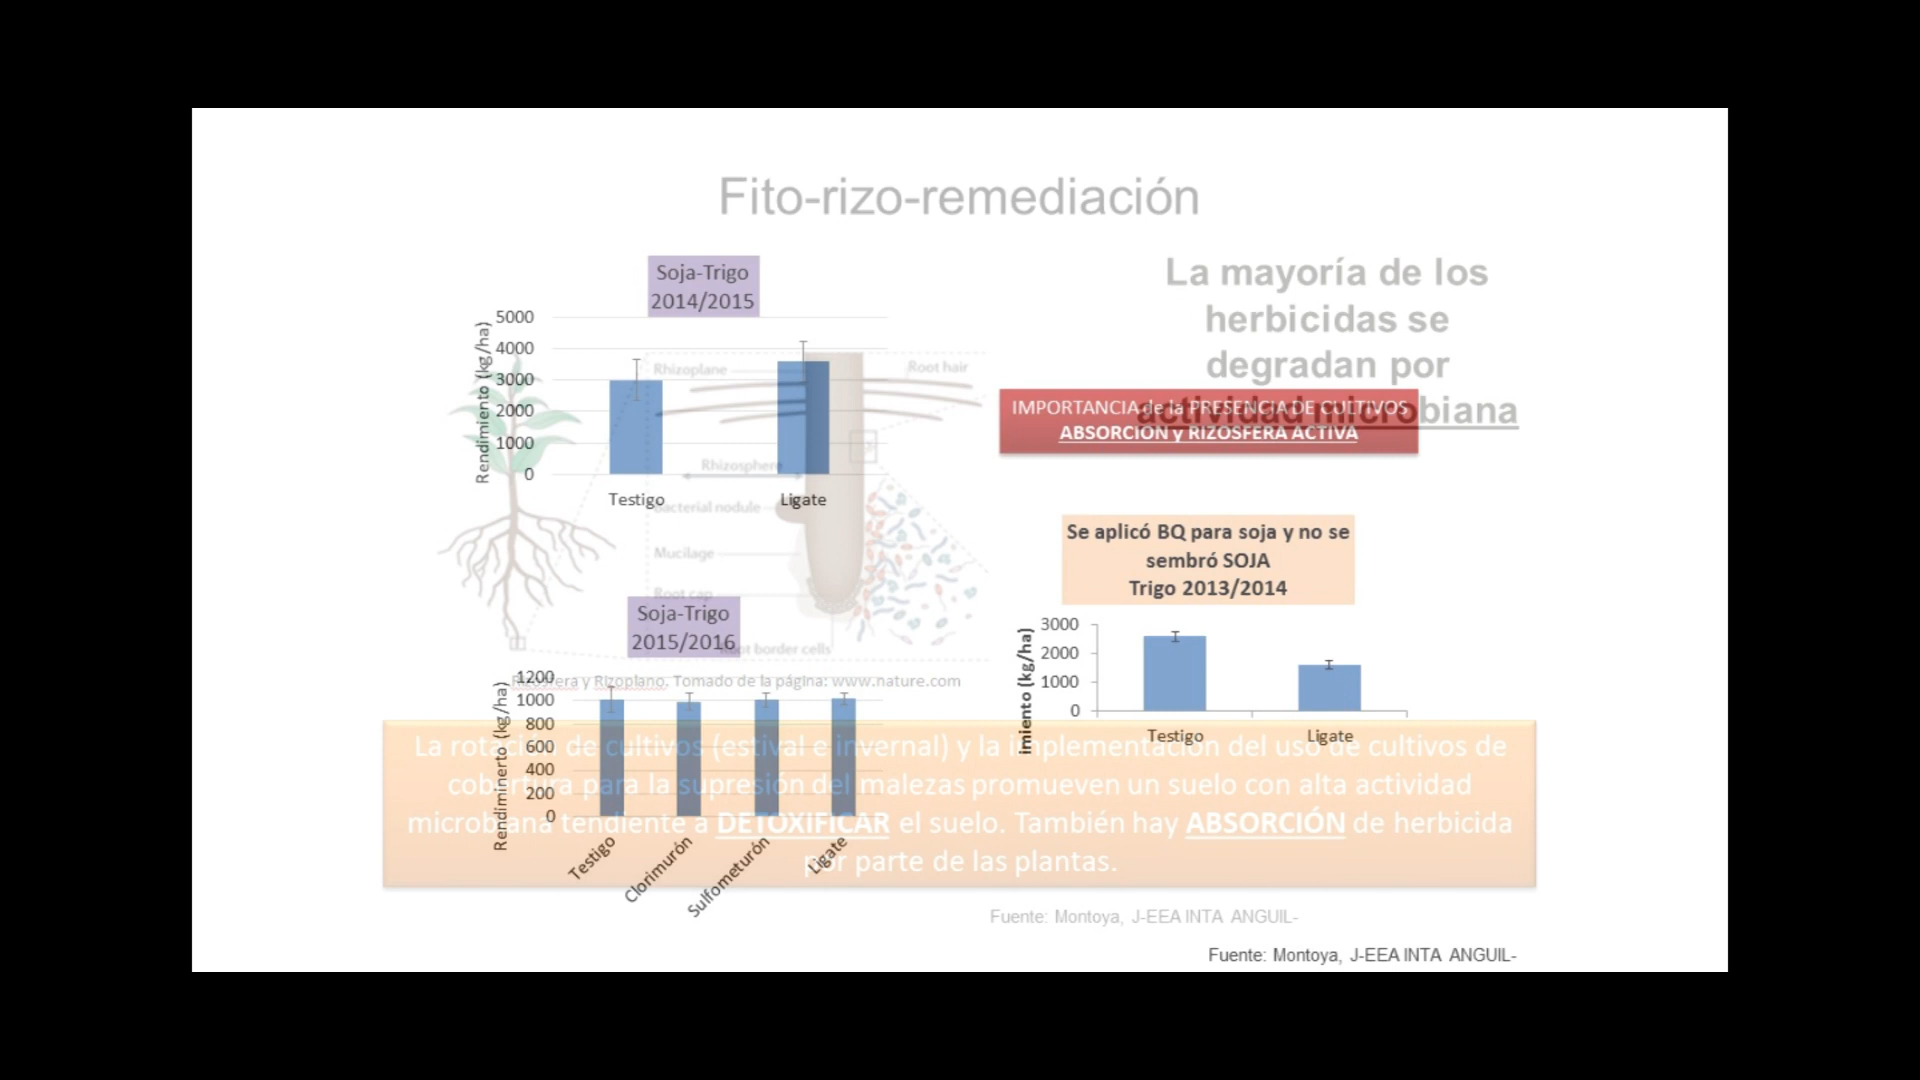 Fito-rizo-remediación
Soja-Trigo
2014/2015
Rendimiento (kg/ha)
5000
4000
3000
2000
1000
0
Testigo
Ligate
Rhizoplane
Root hair
Rhizosphere
Bacterial nodule
Mucilage
Root cap
Root border cells
La mayoría de los
herbicidas se
degradan por
actividad microbiana
IMPORTANCIA de la PRESENCIA DE CULTIVOS
ABSORCION y RIZOSFERA ACTIVA
Se aplicó BQ para soja y no se
sembró SOJA
Trigo 2013/2014
imiento (kg/ha)
3000
2000
1000
0
Testigo
Ligate
Soja-Trigo
2015/2016
Rizosfera y Rizoplano. Tomado de la página: www.nature.com
Rendiminerto (kg/ha)
1200
1000
800
600
400
200
0
Testigo
Clorimurón
Sulfometurón
Ligate
La rotación de cultivos (estival e invernal) y la implementación del uso de cultivos de
cobertura para la supresión del malezas promueven un suelo con alta actividad
microbiana tendiente a DETOXIFICAR el suelo. También hay ABSORCIÓN de herbicida
por parte de las plantas.
Fuente: Montoya, J-EEA INTA ANGUIL-
Fuente: Montoya, J-EEA INTA ANGUIL-